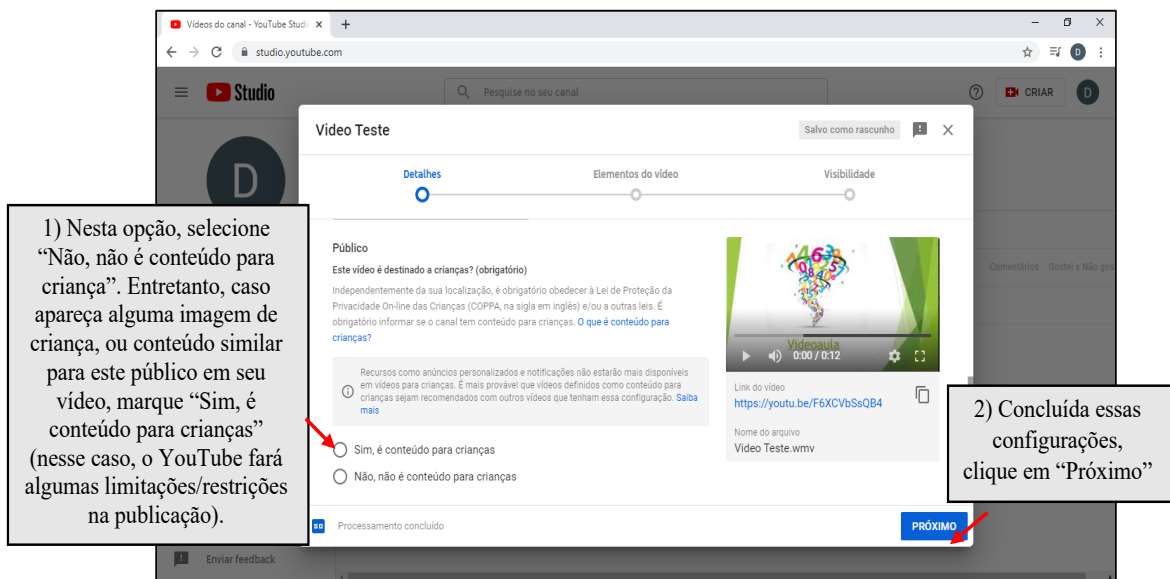 Vídeos do canal - YouTube Studi
studio.youtube.com
D
Studio
Pesquise no seu canal
CRIAR
D
D
Video Teste
Salvo como rascunho
Detalhes
Elementos do vídeo
Visibilidade
1) Nesta opção, selecione
“Não, não é conteúdo para
criança”. Entretanto, caso
apareça alguma imagem de
criança, ou conteúdo similar
para este público em seu
vídeo, marque “Sim, é
conteúdo para crianças”
(nesse caso, o YouTube fará
algumas limitações/restrições
na publicação).
Público
Este vídeo é destinado a crianças? (obrigatório)
Independentemente da sua localização, é obrigatório obedecer à Lei de Proteção da
Privacidade On-line das Crianças (COPPA, na sigla em inglês) e/ou a outras leis. É
obrigatório informar se o canal tem conteúdo para crianças. O que é conteúdo para
crianças?
Recursos como anúncios personalizados e notificações não estarão mais disponíveis
em vídeos para crianças. É mais provável que vídeos definidos como conteúdo para
crianças sejam recomendados com outros vídeos que tenham essa configuração. Saiba
mais
Sim, é conteúdo para crianças
Não, não é conteúdo para crianças
Videoaula
0:00 / 0:12
Link do vídeo
https://youtu.be/F6XCVbSsQB4
Nome do arquivo
Video Teste.wmv
Comentários Gostei x Não gos
2) Concluída essas
configurações,
clique em “Próximo”
SD Processamento concluído
PRÓXIMO
Enviar feedback